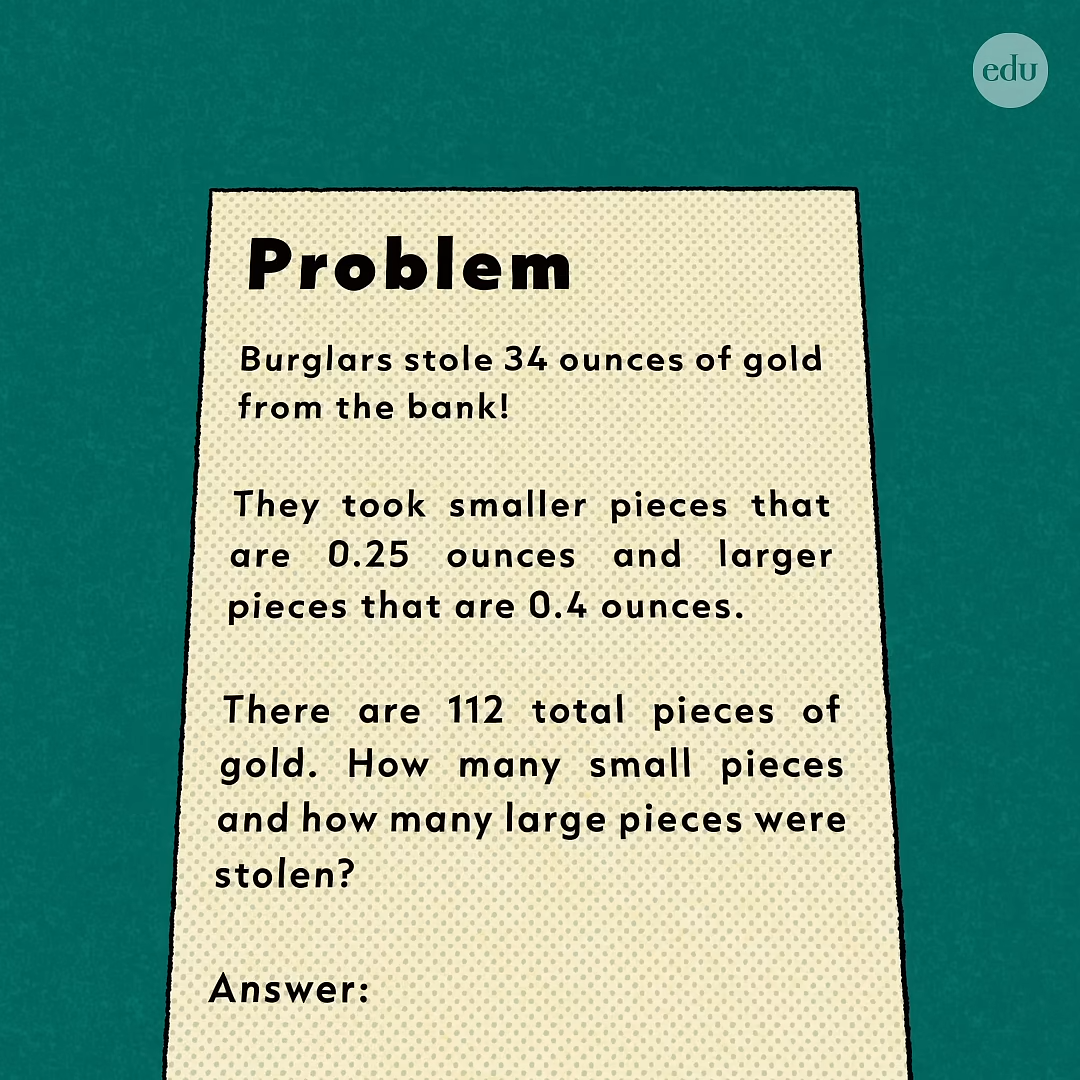 edu
Problem
Burglars stole 34 ounces of gold
from the bank!
They took smaller pieces that
are 0.25 ounces and larger
pieces that are 0.4 ounces.
There are 112 total pieces of
gold. How many small pieces
and how many large pieces were
stolen?
Answer: